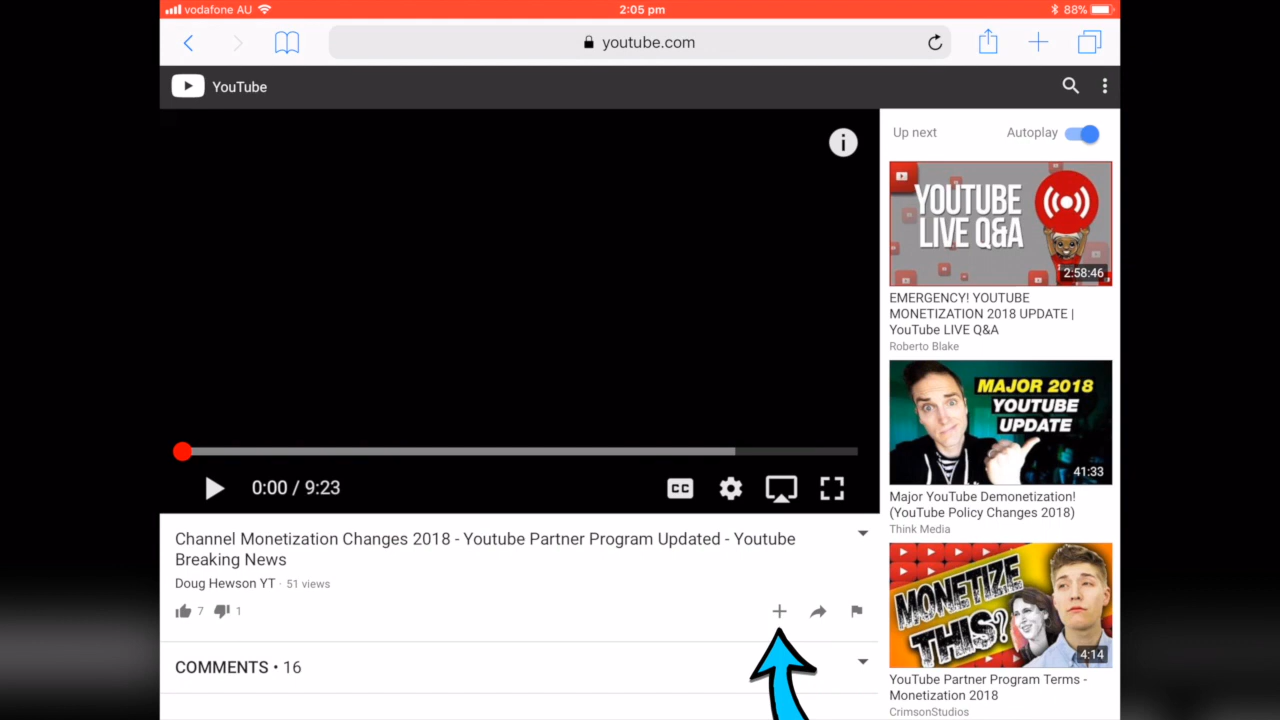 vodafone AU
2:05 pm
88%
youtube.com
YouTube
i
Up next
Autoplay
YOUTUBE
LIVE Q&A
2:58:46
EMERGENCY! YOUTUBE
MONETIZATION 2018 UPDATE |
YouTube LIVE Q&A
Roberto Blake
MAJOR 2018
YOUTUBE
UPDATE
41:33
Major YouTube Demonetization!
(YouTube Policy Changes 2018)
Think Media
MONETIZE
THIS?
4:14
YouTube Partner Program Terms -
Monetization 2018
CrimsonStudios
0:00 / 9:23
CC
Channel Monetization Changes 2018 - Youtube Partner Program Updated - Youtube
Breaking News
Doug Hewson YT · 51 views
7 1
COMMENTS • 16